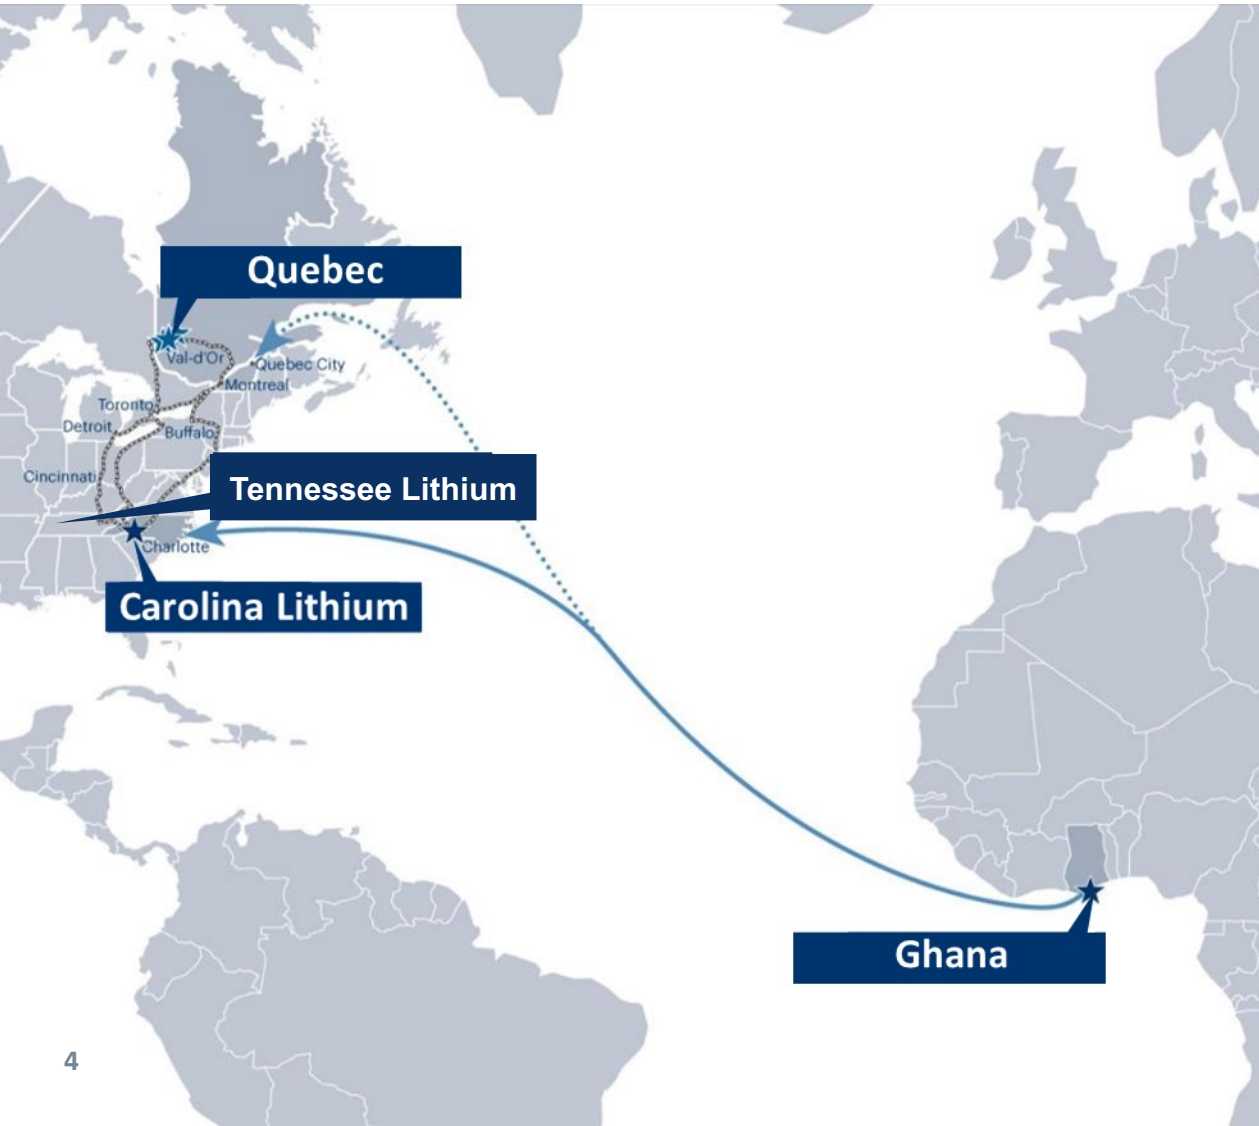 Quebec
Val-d'Or
Quebec City
Montreal
Toronto
Detroit
Buffalo
Cincinnati
Tennessee Lithium
Charlotte
Carolina Lithium
Ghana
4